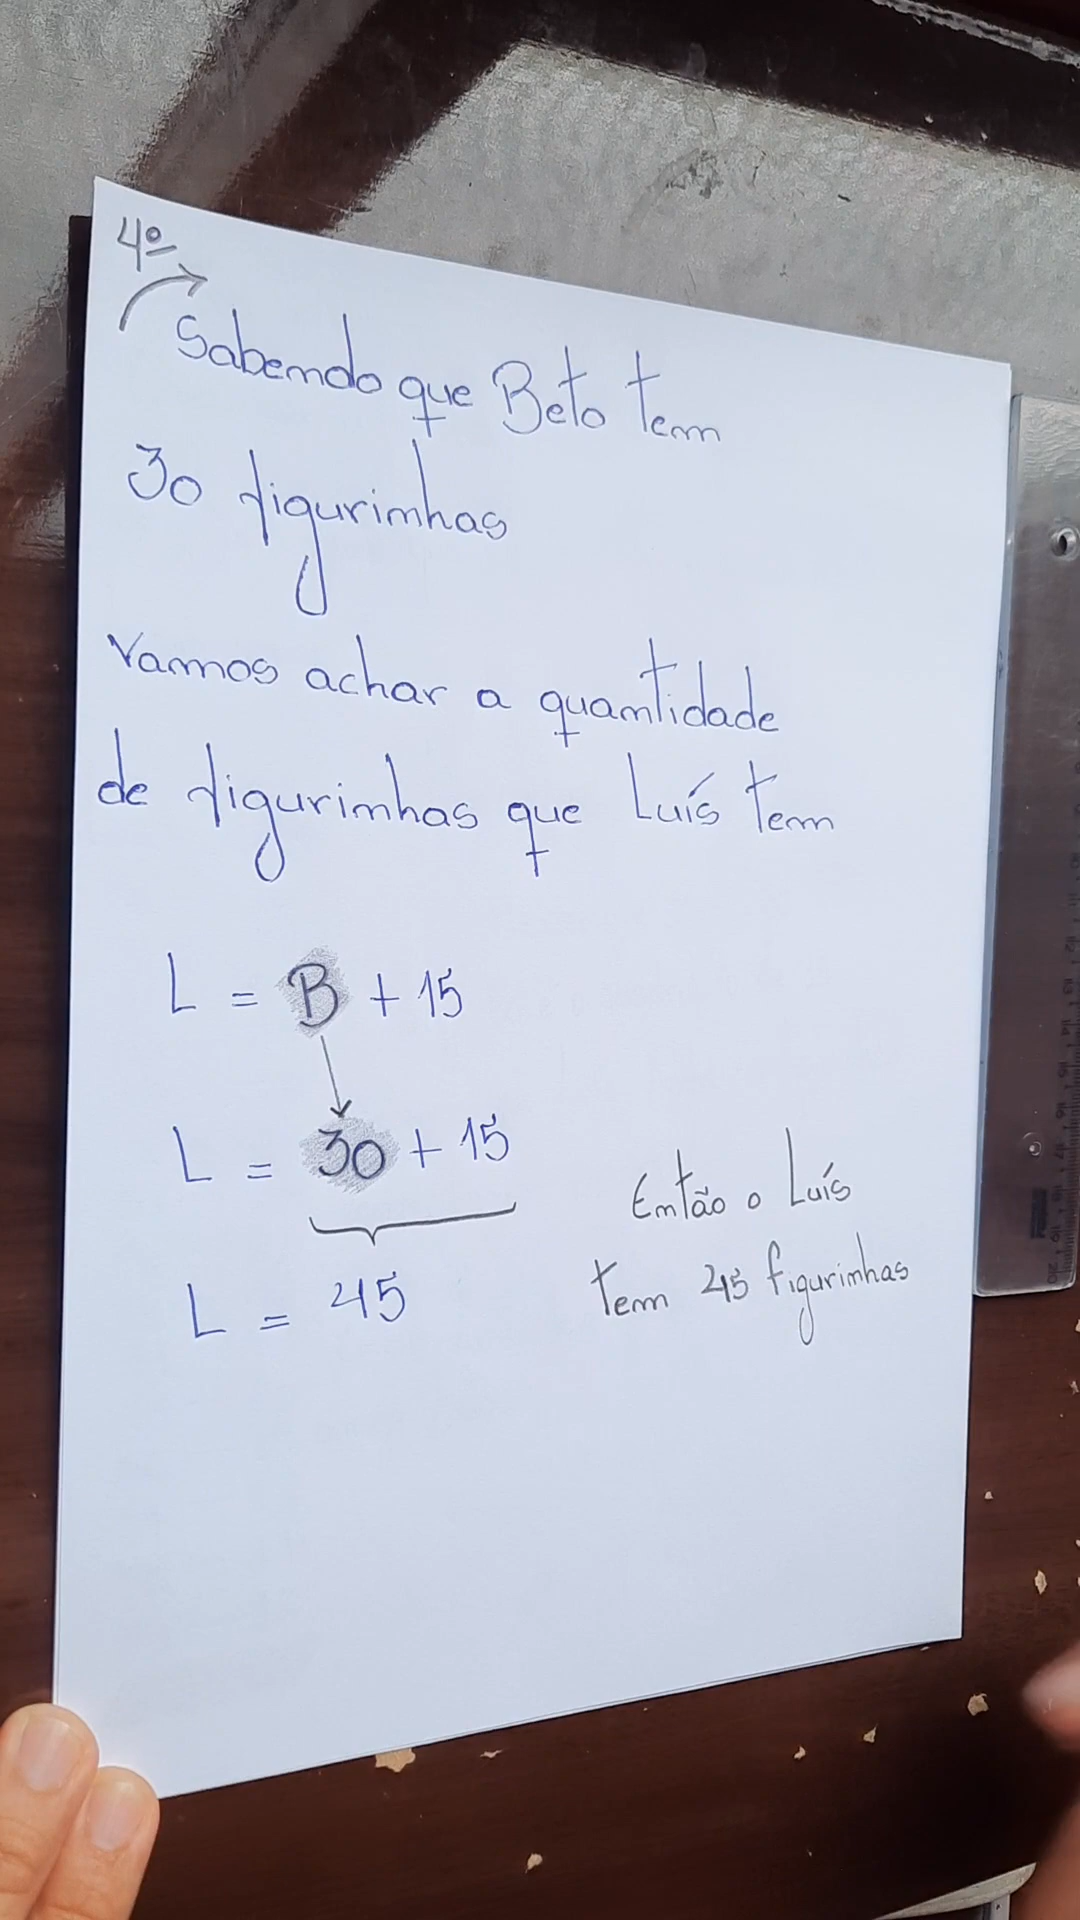 4º
Sabendo que Beto tem
30 figurinhas
Vamos achar a quantidade
de figurinhas que Luís tem
L = B + 15
L = 30 + 15
L = 45
Então o Luís
tem 45 figurinhas